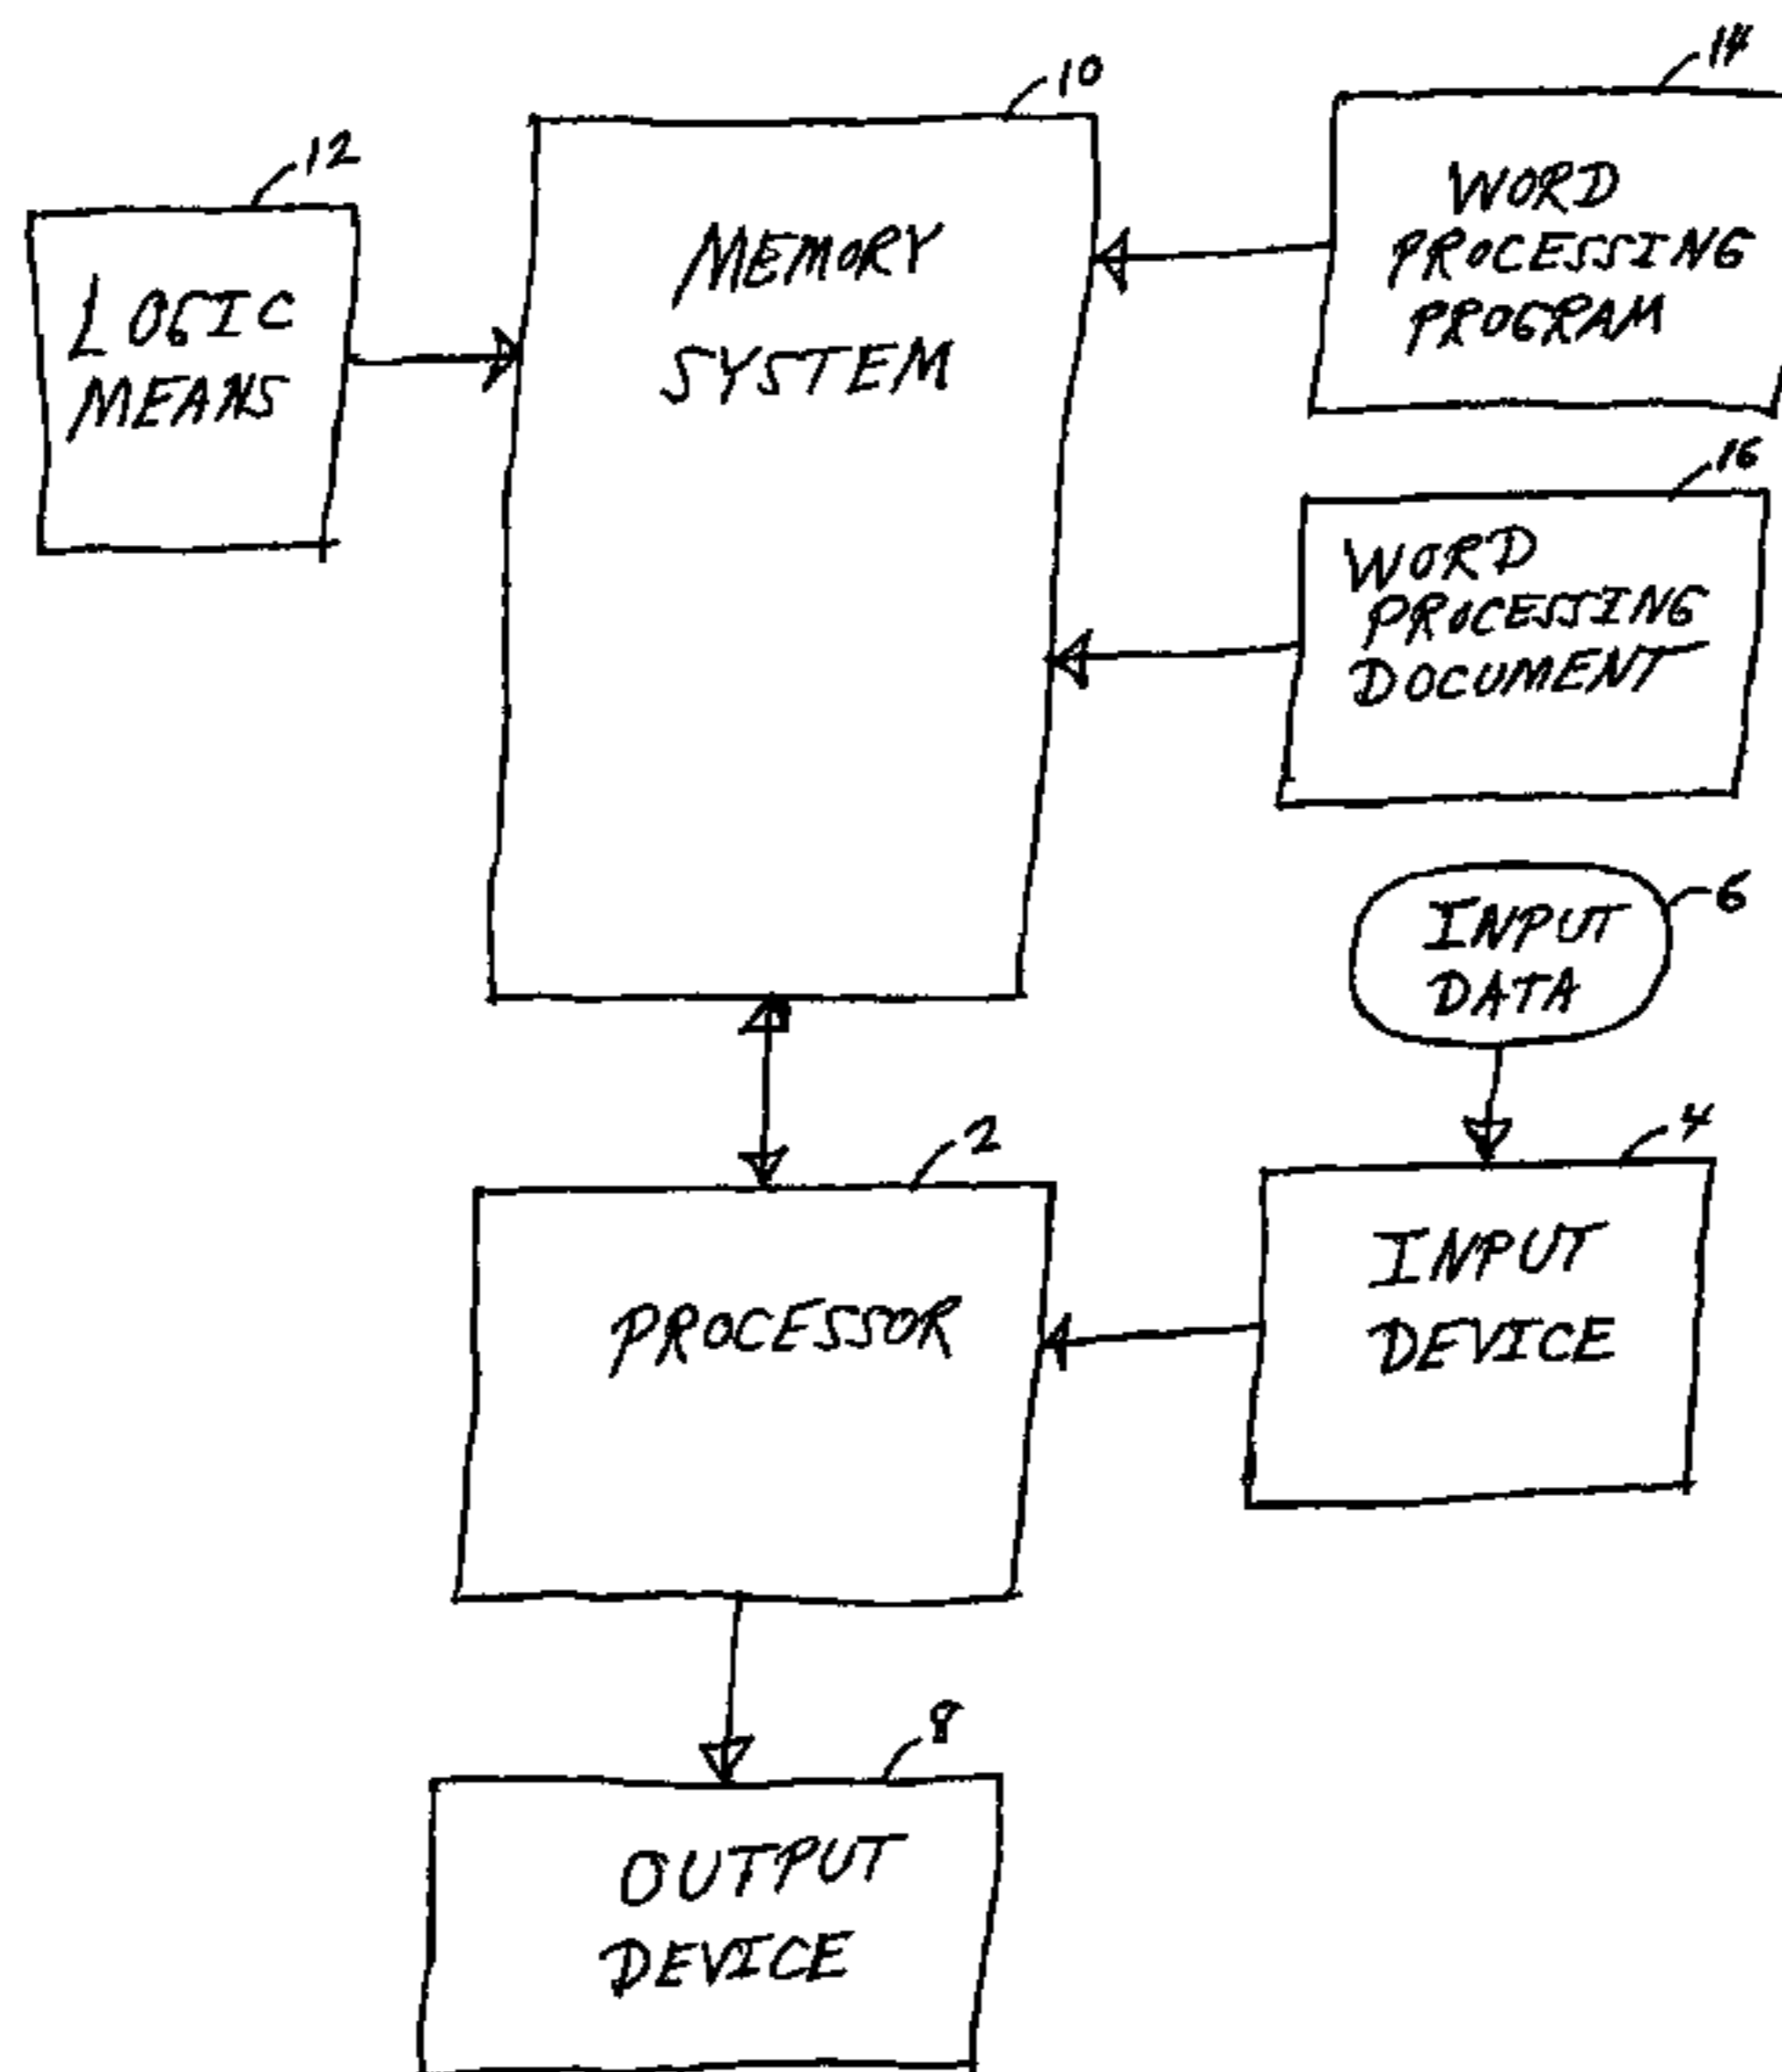 14
10
12
WORD
PROCESSING
PROGRAM
MEMORY
SYSTEM
LOGIC
MEANS
16
WORD
PROCESSING
DOCUMENT
6
INPUT
DATA
2
4
INPUT
DEVICE
PROCESSOR
8
OUTPUT
DEVICE